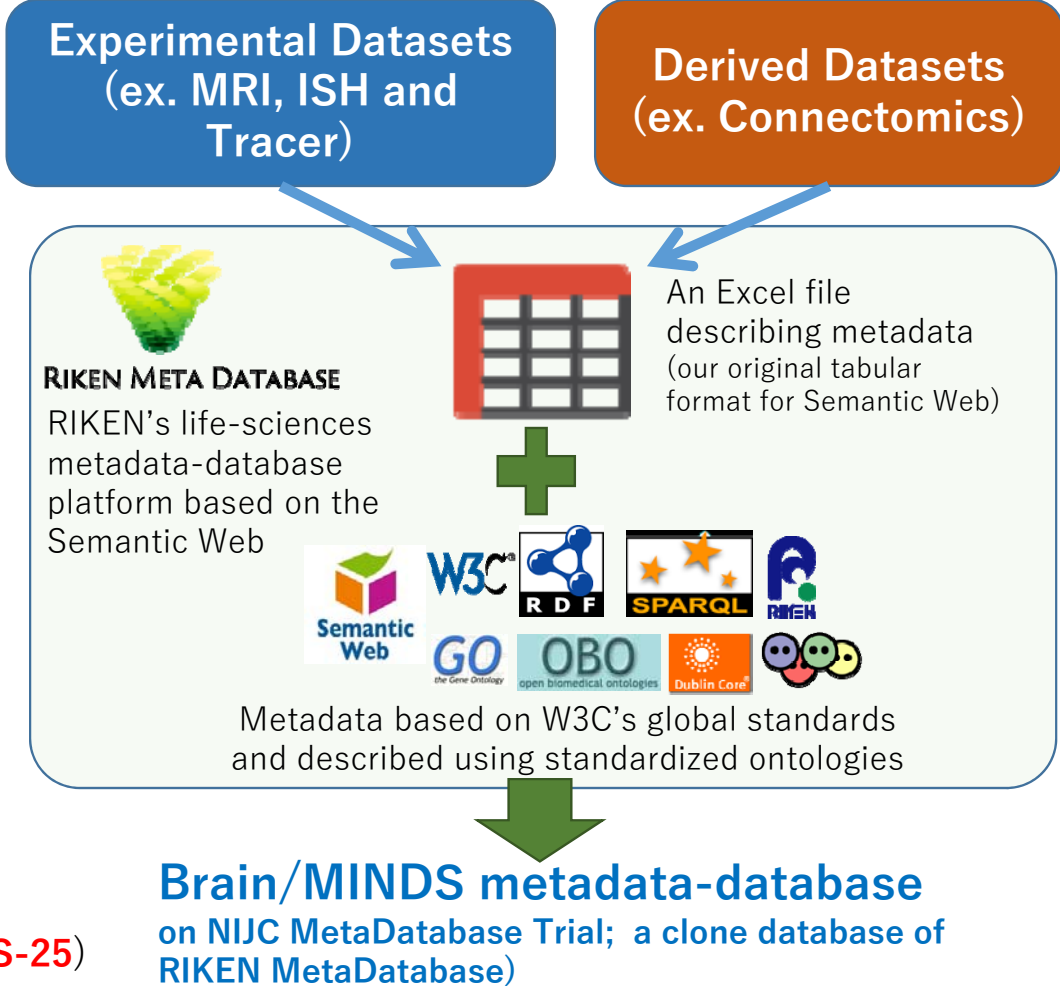 Experimental Datasets
(ex. MRI, ISH and
Tracer)
Derived Datasets
(ex. Connectomics)
RIKEN META DATABASE
RIKEN's life-sciences
metadata-database
platform based on the
Semantic Web
An Excel file
describing metadata
(our original tabular
format for Semantic Web)
Semantic
Web
W3C®
RDF
SPARQL
RIKEN
GO
the Gene Ontology
OBO
open biomedical ontologies
Dublin Core®
Metadata based on W3C's global standards
and described using standardized ontologies
Brain/MINDS metadata-database
on NIJC MetaDatabase Trial; a clone database of
RIKEN MetaDatabase)
S-25)